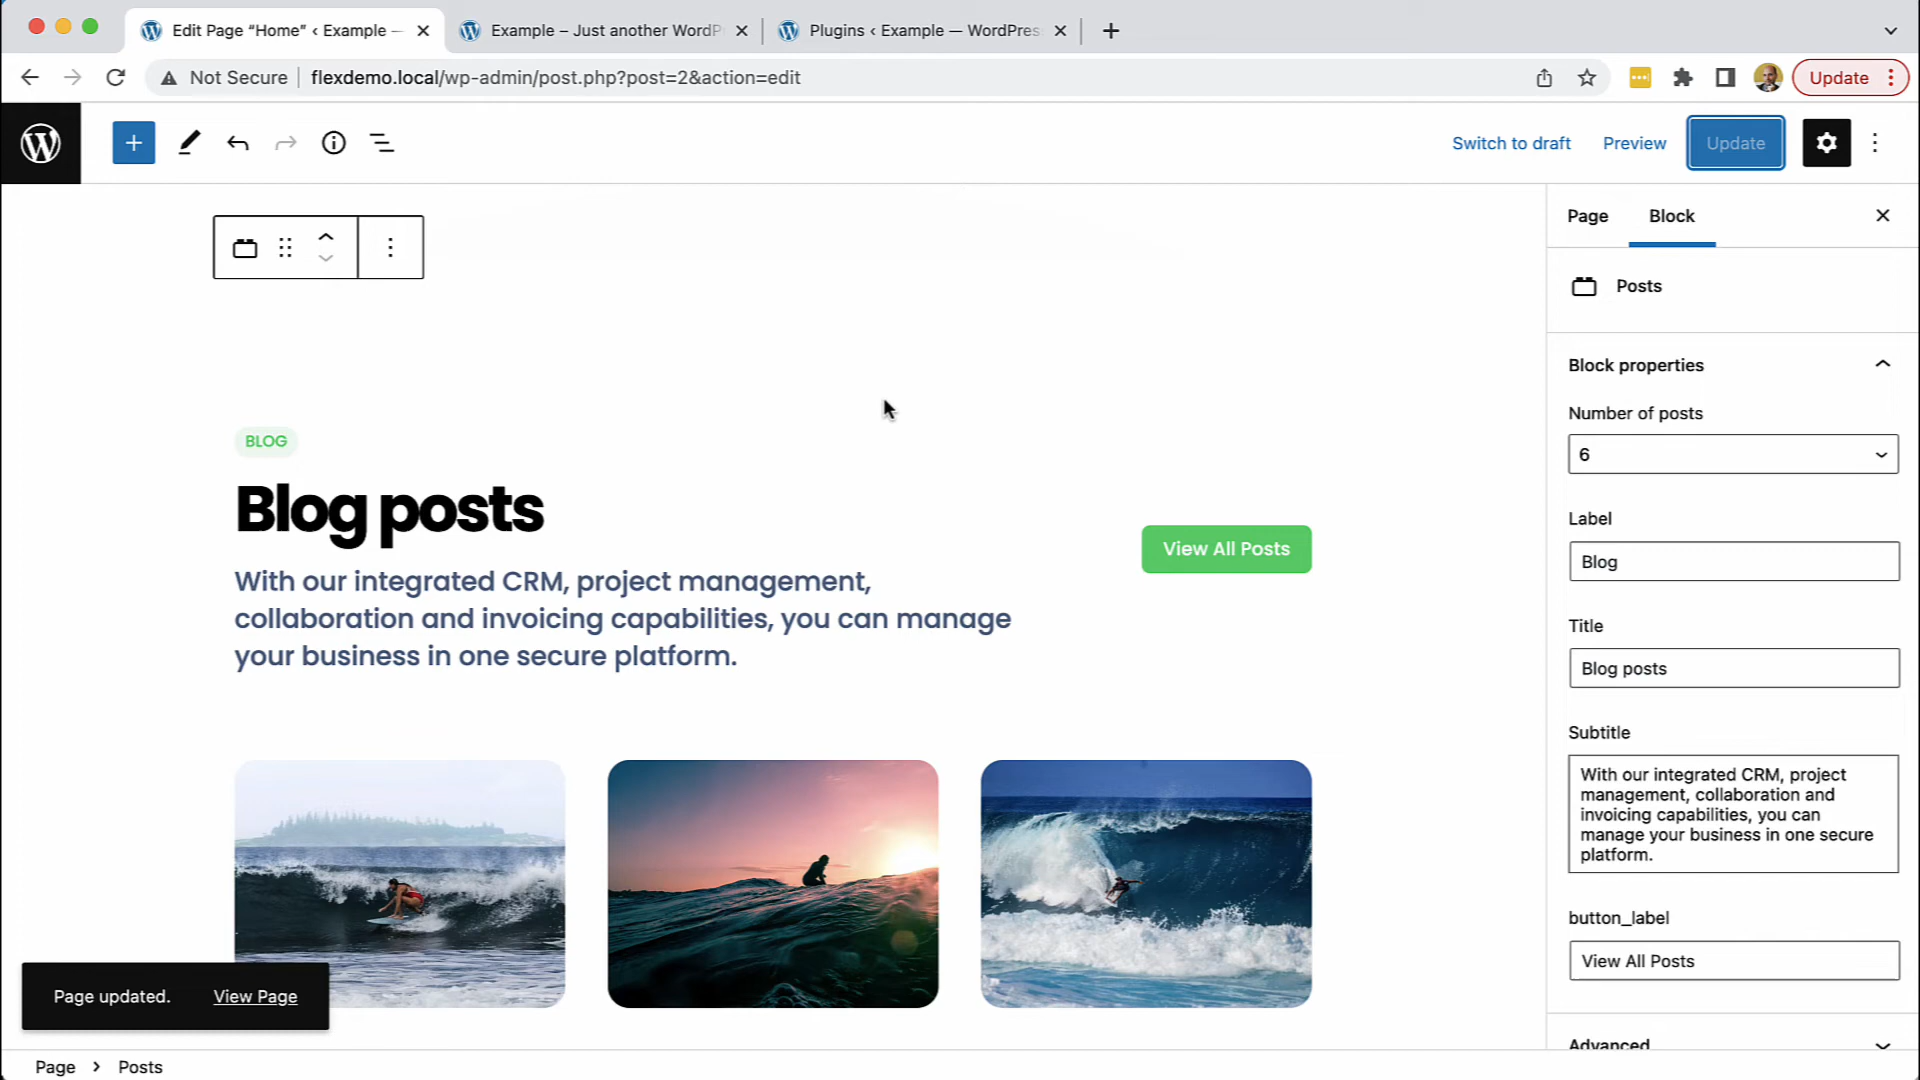 Edit Page “Home” ‹ Example —
Example – Just another WordP
Plugins ‹ Example — WordPres
Not Secure
flexdemo.local/wp-admin/post.php?post=2&action=edit
Update
Switch to draft
Preview
Update
Page
Block
Posts
Block properties
Number of posts
6
Label
Blog
Title
Blog posts
Subtitle
With our integrated CRM, project
management, collaboration and
invoicing capabilities, you can
manage your business in one secure
platform.
button_label
View All Posts
Advanced
BLOG
Blog posts
With our integrated CRM, project management,
collaboration and invoicing capabilities, you can manage
your business in one secure platform.
View All Posts
Page updated.
View Page
Page
Posts